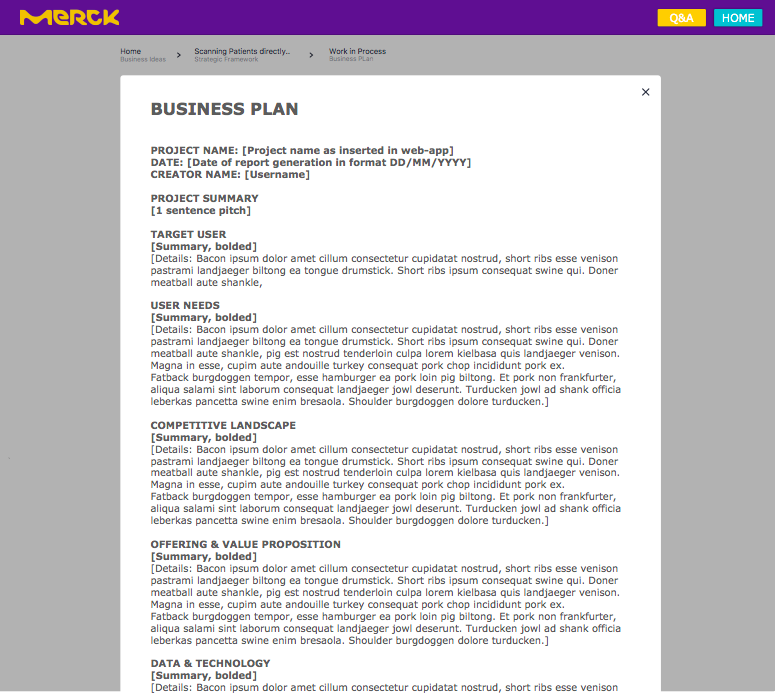 MERCK
Q&A
HOME
Home
Business Ideas
Scanning Patients directly..
Strategic Framework
Work in Process
Business PLan
BUSINESS PLAN
PROJECT NAME: [Project name as inserted in web-app]
DATE: [Date of report generation in format DD/MM/YYYY]
CREATOR NAME: [Username]
PROJECT SUMMARY
[1 sentence pitch]
TARGET USER
[Summary, bolded]
[Details: Bacon ipsum dolor amet cillum consectetur cupidatat nostrud, short ribs esse venison
pastrami landjaeger biltong ea tongue drumstick. Short ribs ipsum consequat swine qui. Doner
meatball aute shankle,
USER NEEDS
[Summary, bolded]
[Details: Bacon ipsum dolor amet cillum consectetur cupidatat nostrud, short ribs esse venison
pastrami landjaeger biltong ea tongue drumstick. Short ribs ipsum consequat swine qui. Doner
meatball aute shankle, pig est nostrud tenderloin culpa lorem kielbasa quis landjaeger venison.
Magna in esse, cupim aute andouille turkey consequat pork chop incididunt pork ex.
Fatback burgdoggen tempor, esse hamburger ea pork loin pig biltong. Et pork non frankfurter,
aliqua salami sint laborum consequat landjaeger jowl deserunt. Turducken jowl ad shank officia
leberkas pancetta swine enim bresaola. Shoulder burgdoggen dolore turducken.]
COMPETITIVE LANDSCAPE
[Summary, bolded]
[Details: Bacon ipsum dolor amet cillum consectetur cupidatat nostrud, short ribs esse venison
pastrami landjaeger biltong ea tongue drumstick. Short ribs ipsum consequat swine qui. Doner
meatball aute shankle, pig est nostrud tenderloin culpa lorem kielbasa quis landjaeger venison.
Magna in esse, cupim aute andouille turkey consequat pork chop incididunt pork ex.
Fatback burgdoggen tempor, esse hamburger ea pork loin pig biltong. Et pork non frankfurter,
aliqua salami sint laborum consequat landjaeger jowl deserunt. Turducken jowl ad shank officia
leberkas pancetta swine enim bresaola. Shoulder burgdoggen dolore turducken.]
OFFERING & VALUE PROPOSITION
[Summary, bolded]
[Details: Bacon ipsum dolor amet cillum consectetur cupidatat nostrud, short ribs esse venison
pastrami landjaeger biltong ea tongue drumstick. Short ribs ipsum consequat swine qui. Doner
meatball aute shankle, pig est nostrud tenderloin culpa lorem kielbasa quis landjaeger venison.
Magna in esse, cupim aute andouille turkey consequat pork chop incididunt pork ex.
Fatback burgdoggen tempor, esse hamburger ea pork loin pig biltong. Et pork non frankfurter,
aliqua salami sint laborum consequat landjaeger jowl deserunt. Turducken jowl ad shank officia
leberkas pancetta swine enim bresaola. Shoulder burgdoggen dolore turducken.]
DATA & TECHNOLOGY
[Summary, bolded]
[Details: Bacon ipsum dolor amet cillum consectetur cupidatat nostrud, short ribs esse venison